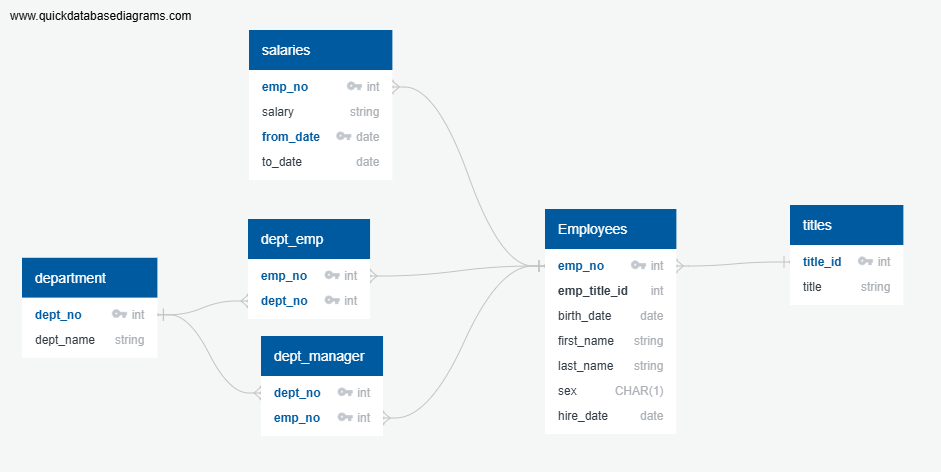 www.quickdatabasediagrams.com
salaries
emp_no int
salary string
from_date date
to_date date
dept_emp
emp_no int
dept_no int
department
dept_no int
dept_name string
dept_manager
dept_no int
emp_no int
Employees
emp_no int
emp_title_id int
birth_date date
first_name string
last_name string
sex CHAR(1)
hire_date date
titles
title_id int
title string